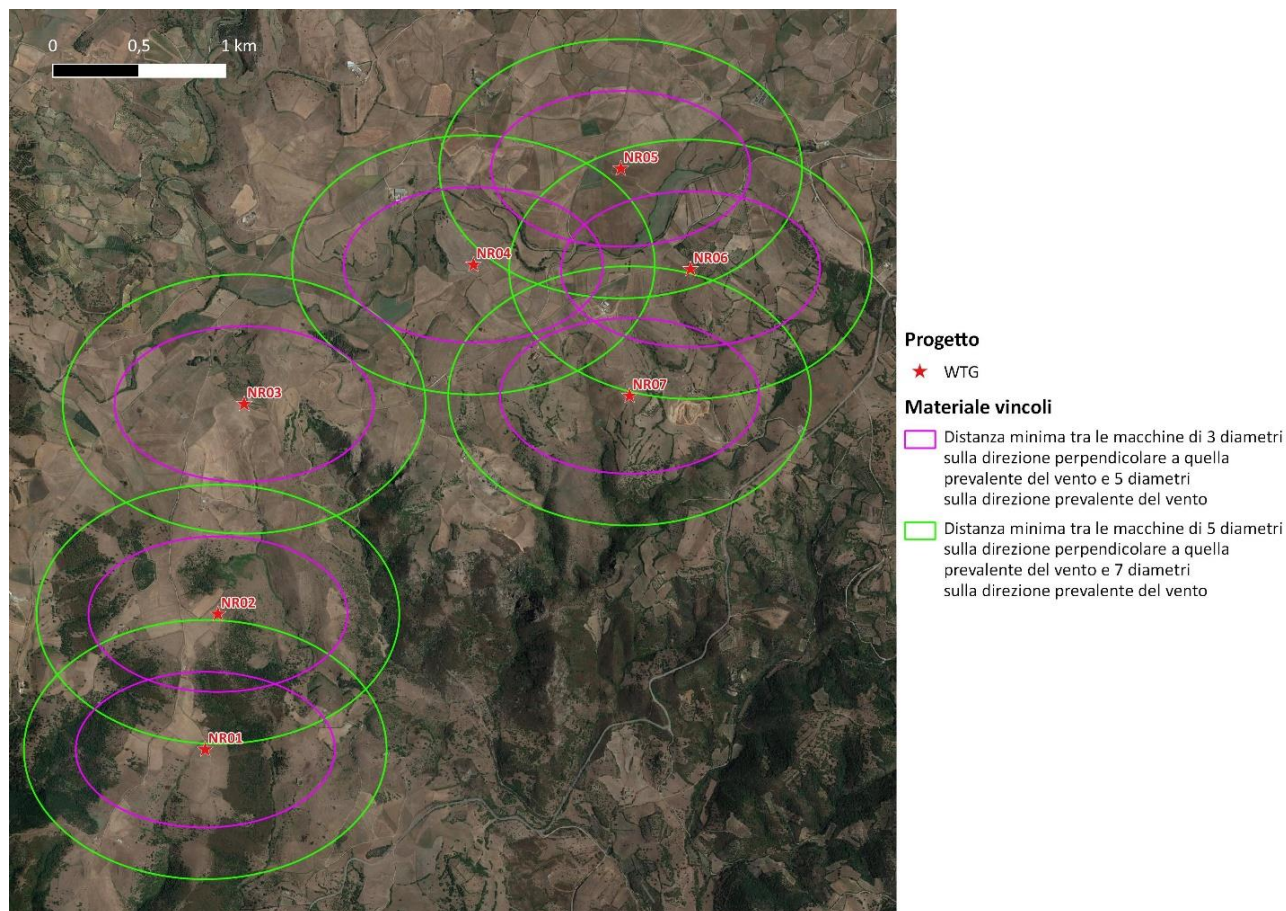 0 0,5 1 km
NR05
NR04
NR06
NR03
NR07
NR02
NR01
Progetto
WTG
Materiale vincoli
Distanza minima tra le macchine di 3 diametri
sulla direzione perpendicolare a quella
prevalente del vento e 5 diametri
sulla direzione prevalente del vento
Distanza minima tra le macchine di 5 diametri
sulla direzione perpendicolare a quella
prevalente del vento e 7 diametri
sulla direzione prevalente del vento